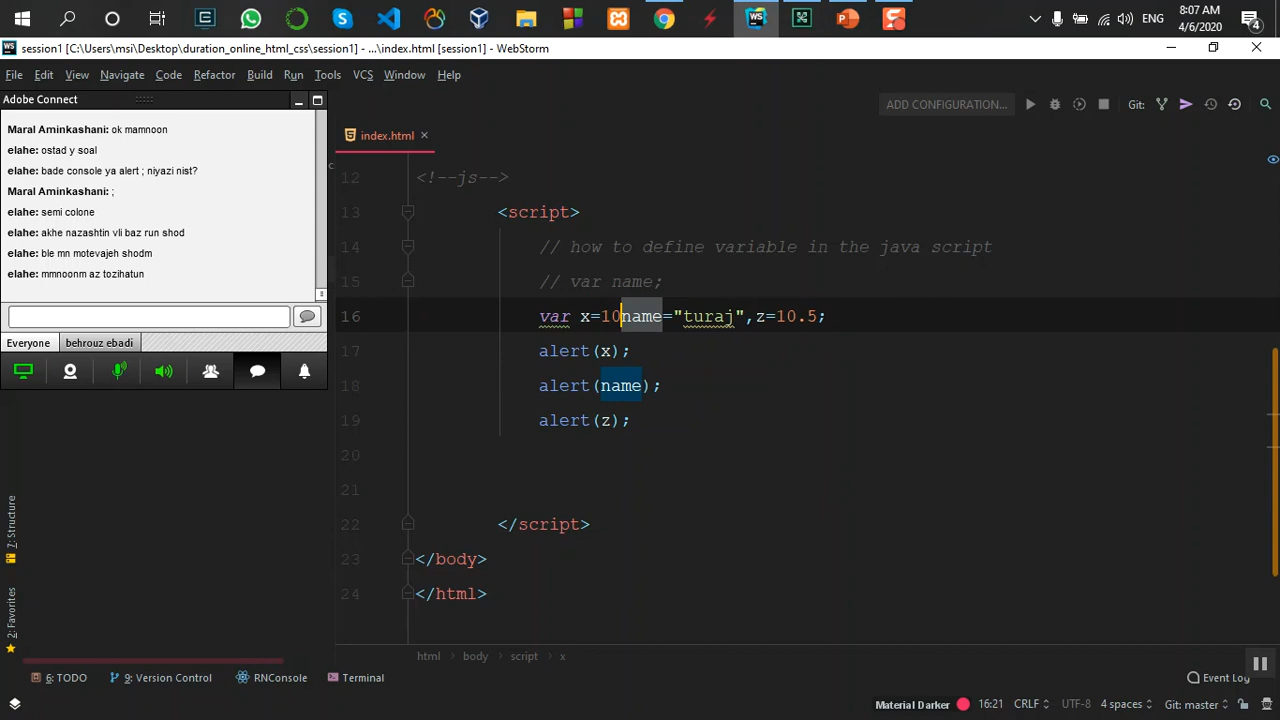 8:07 AM
ENG
4/6/2020
4
session1 [C:\Users\msi\Desktop\duration_online_html_css\session1] - ...\index.html [session1] - WebStorm
File Edit View Navigate Code Refactor Build Run Tools VCS Window Help
Adobe Connect
ADD CONFIGURATION...
Git:
Maral Aminkashani: ok mamnoon
elahe: ostad y soal
elahe: bade console ya alert ; niyazi nist?
Maral Aminkashani: ;
elahe: semi colone
elahe: akhe nazashtin vli baz run shod
elahe: ble mn motevajeh shodm
elahe: mmnoonm az tozihatun
Everyone behrouz ebadi
index.html
12 <!--js-->
13 <script>
14 // how to define variable in the java script
15 // var name;
16 var x=10name="turaj",z=10.5;
17 alert(x);
18 alert(name);
19 alert(z);
20
21
22 </script>
23 </body>
24 </html>
html body script x
7: Structure
2: Favorites
6: TODO 9: Version Control RNConsole Terminal Event Log
Material Darker 16:21 CRLF UTF-8 4 spaces Git: master